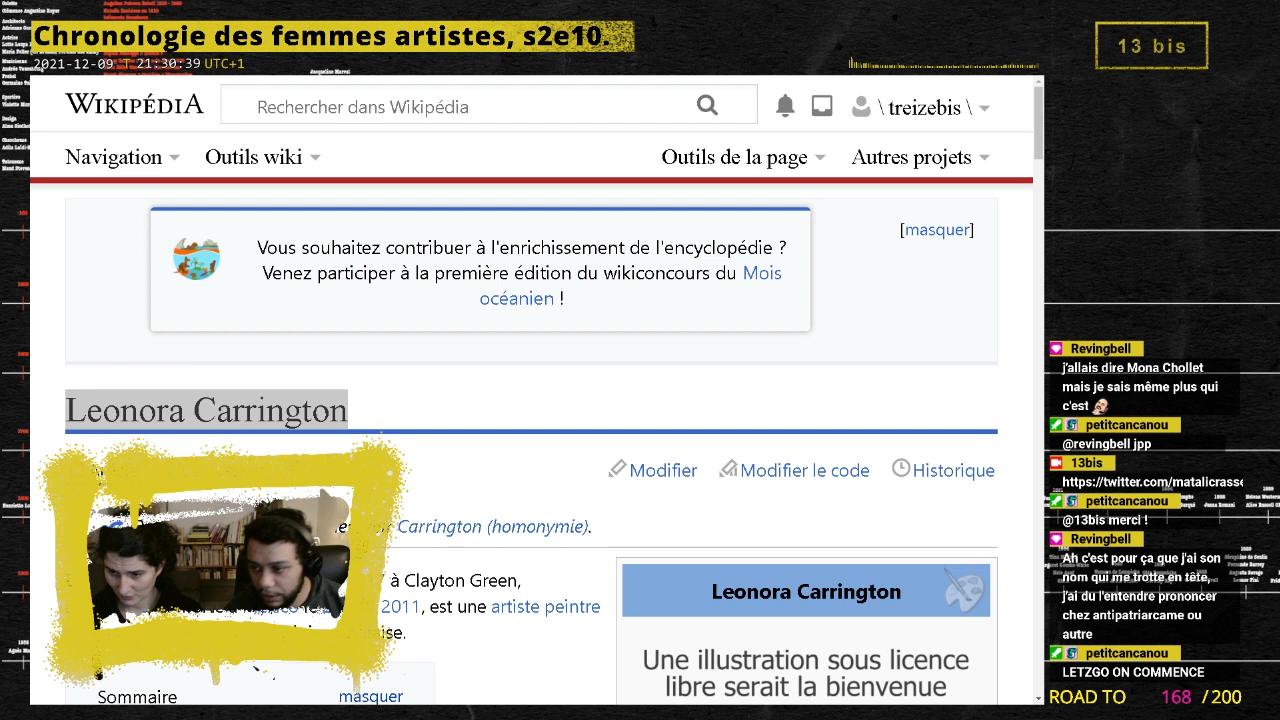 Chronologie des femmes artistes, s2e10.
2021-12-09 T 21:30:39 UTC+1
13 bis
WIKIPÉDIA
Rechercher dans Wikipédia
\ treizebis \
Navigation
Outils wiki
Outils de la page
Autres projets
[masquer]
Vous souhaitez contribuer à l'enrichissement de l'encyclopédie ?
Venez participer à la première édition du wikiconcours du Mois
océanien !
Leonora Carrington
Modifier
Modifier le code
Historique
Carrington (homonymie).
à Clayton Green,
2011, est une artiste peintre
Leonora Carrington
Une illustration sous licence
libre serait la bienvenue
Sommaire
masquer
Revingbell
j'allais dire Mona Chollet
mais je sais même plus qui
c'est
petitcancanou
@revingbell jpp
13bis
https://twitter.com/matalicrasse
petitcancanou
@13bis merci !
Revingbell
Ah c'est pour ça que j'ai son
nom qui me trotte en tête,
j'ai du l'entendre prononcer
chez antipatriarcame ou
autre
petitcancanou
LETZGO ON COMMENCE
ROAD TO 168 / 200